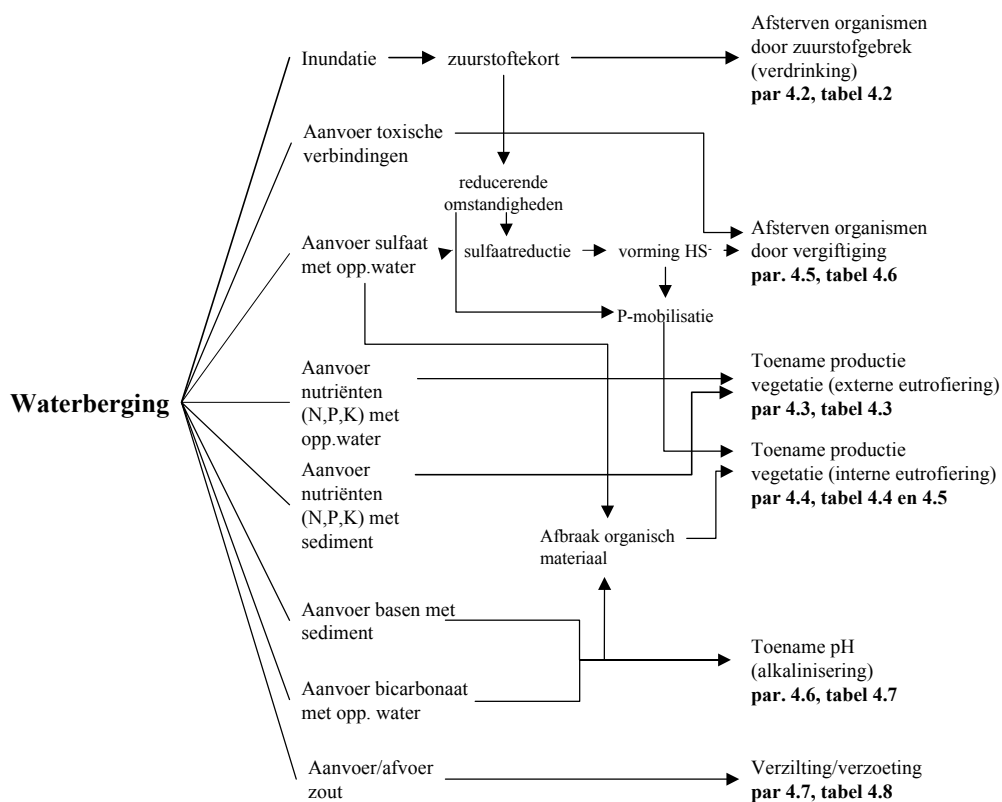 Waterberging
Inundatie
zuurstoftekort
Afsterven organismen
door zuurstofgebrek
(verdrinking)
par 4.2, tabel 4.2
Aanvoer toxische
verbindingen
reducerende
omstandigheden
Aanvoer sulfaat
met opp.water
sulfaatreductie
vorming HS-
Afsterven organismen
door vergiftiging
par. 4.5, tabel 4.6
P-mobilisatie
Aanvoer
nutriënten
(N,P,K) met
opp.water
Toename productie
vegetatie (externe eutrofiering)
par 4.3, tabel 4.3
Aanvoer
nutriënten
(N,P,K) met
sediment
Toename productie
vegetatie (interne eutrofiering)
par 4.4, tabel 4.4 en 4.5
Afbraak organisch
materiaal
Aanvoer basen met
sediment
Aanvoer bicarbonaat
met opp. water
Toename pH
(alkalinisering)
par. 4.6, tabel 4.7
Aanvoer/afvoer
zout
Verzilting/verzoeting
par 4.7, tabel 4.8